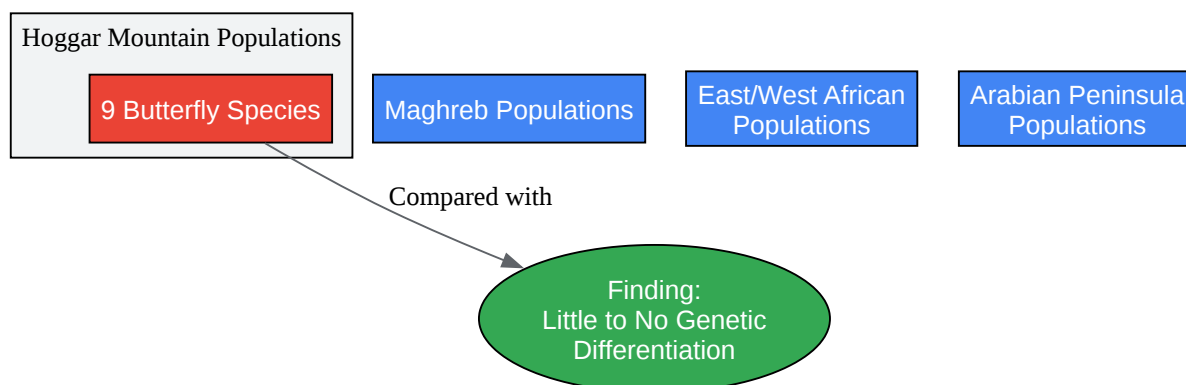 Hoggar Mountain Populations
9 Butterfly Species
Maghreb Populations
East/West African
Populations
Arabian Peninsula
Populations
Compared with
Finding:
Little to No Genetic
Differentiation